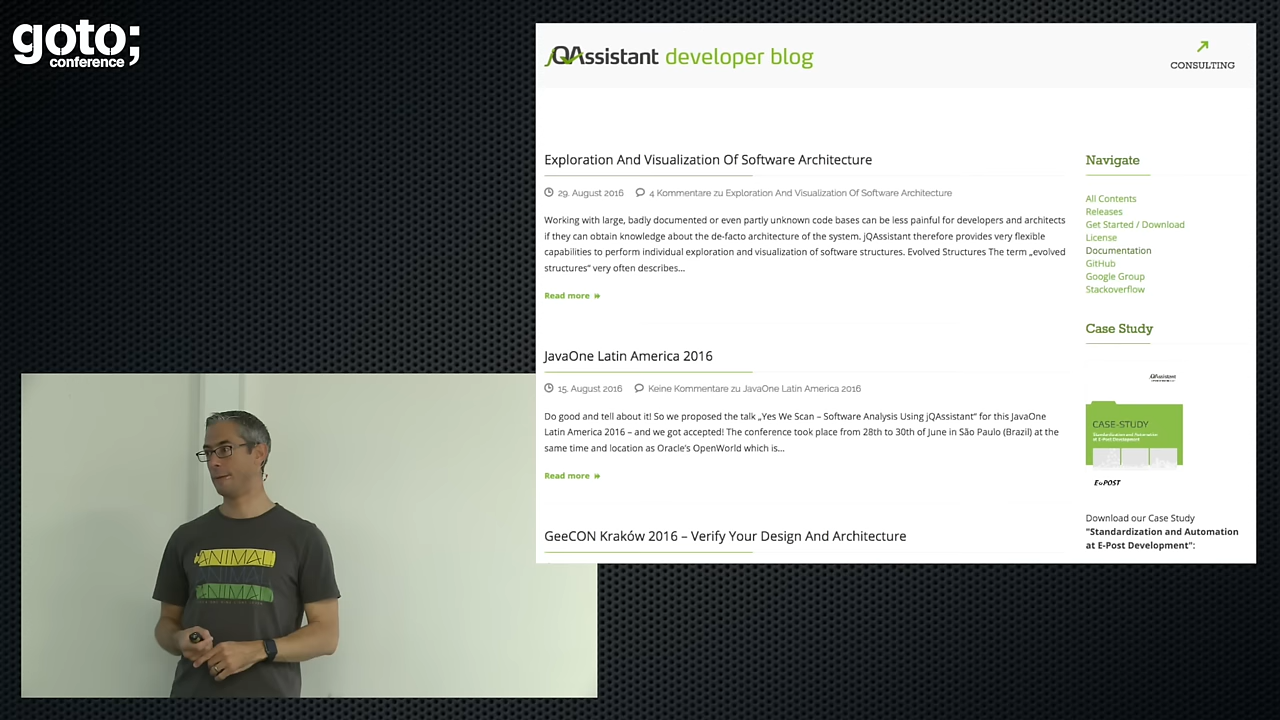 goto;
conference
jQAssistant developer blog
CONSULTING
Exploration And Visualization Of Software Architecture
29. August 2016 4 Kommentare zu Exploration And Visualization Of Software Architecture
Working with large, badly documented or even partly unknown code bases can be less painful for developers and architects
if they can obtain knowledge about the de-facto architecture of the system. jQAssistant therefore provides very flexible
capabilities to perform individual exploration and visualization of software structures. Evolved Structures The term „evolved
structures“ very often describes...
Read more
JavaOne Latin America 2016
15. August 2016 Keine Kommentare zu JavaOne Latin America 2016
Do good and tell about it! So we proposed the talk „Yes We Scan – Software Analysis Using jQAssistant“ for this JavaOne
Latin America 2016 – and we got accepted! The conference took place from 28th to 30th of June in São Paulo (Brazil) at the
same time and location as Oracle’s OpenWorld which is...
Read more
GeeCON Kraków 2016 – Verify Your Design And Architecture
Navigate
All Contents
Releases
Get Started / Download
License
Documentation
GitHub
Google Group
Stackoverflow
Case Study
jQAssistant
CASE-STUDY
Standardization and Automation
at E-Post Development
E-POST
Download our Case Study
"Standardization and Automation
at E-Post Development":
ANIMAL
ANIMAL
ANIMAL